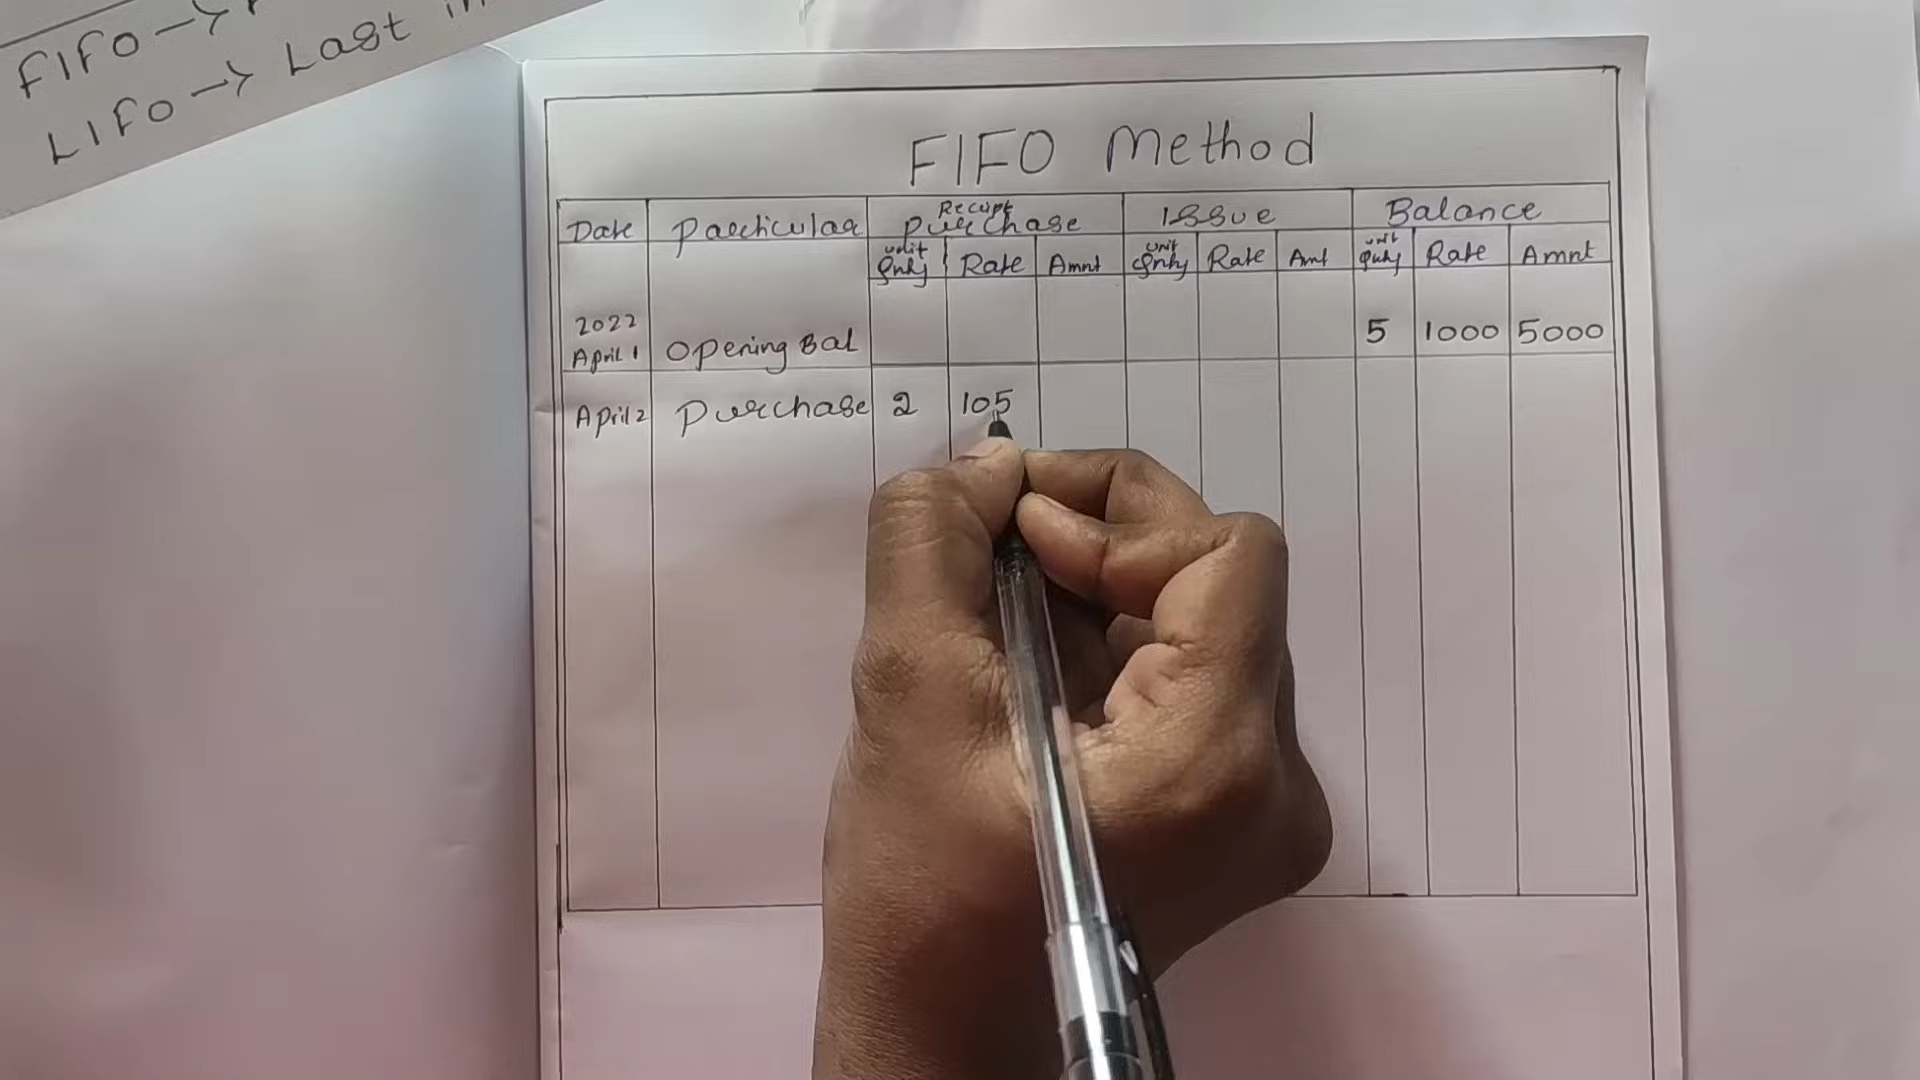 FIFO →
LIFO → Last in
FIFO Method
Date Particular Receipt Purchase Issue Balance
unit Qnty Rate Amnt unit Qnty Rate Amt unit Qnty Rate Amnt
2022
April 1 Opening Bal 5 1000 5000
April 2 Purchase 2 105